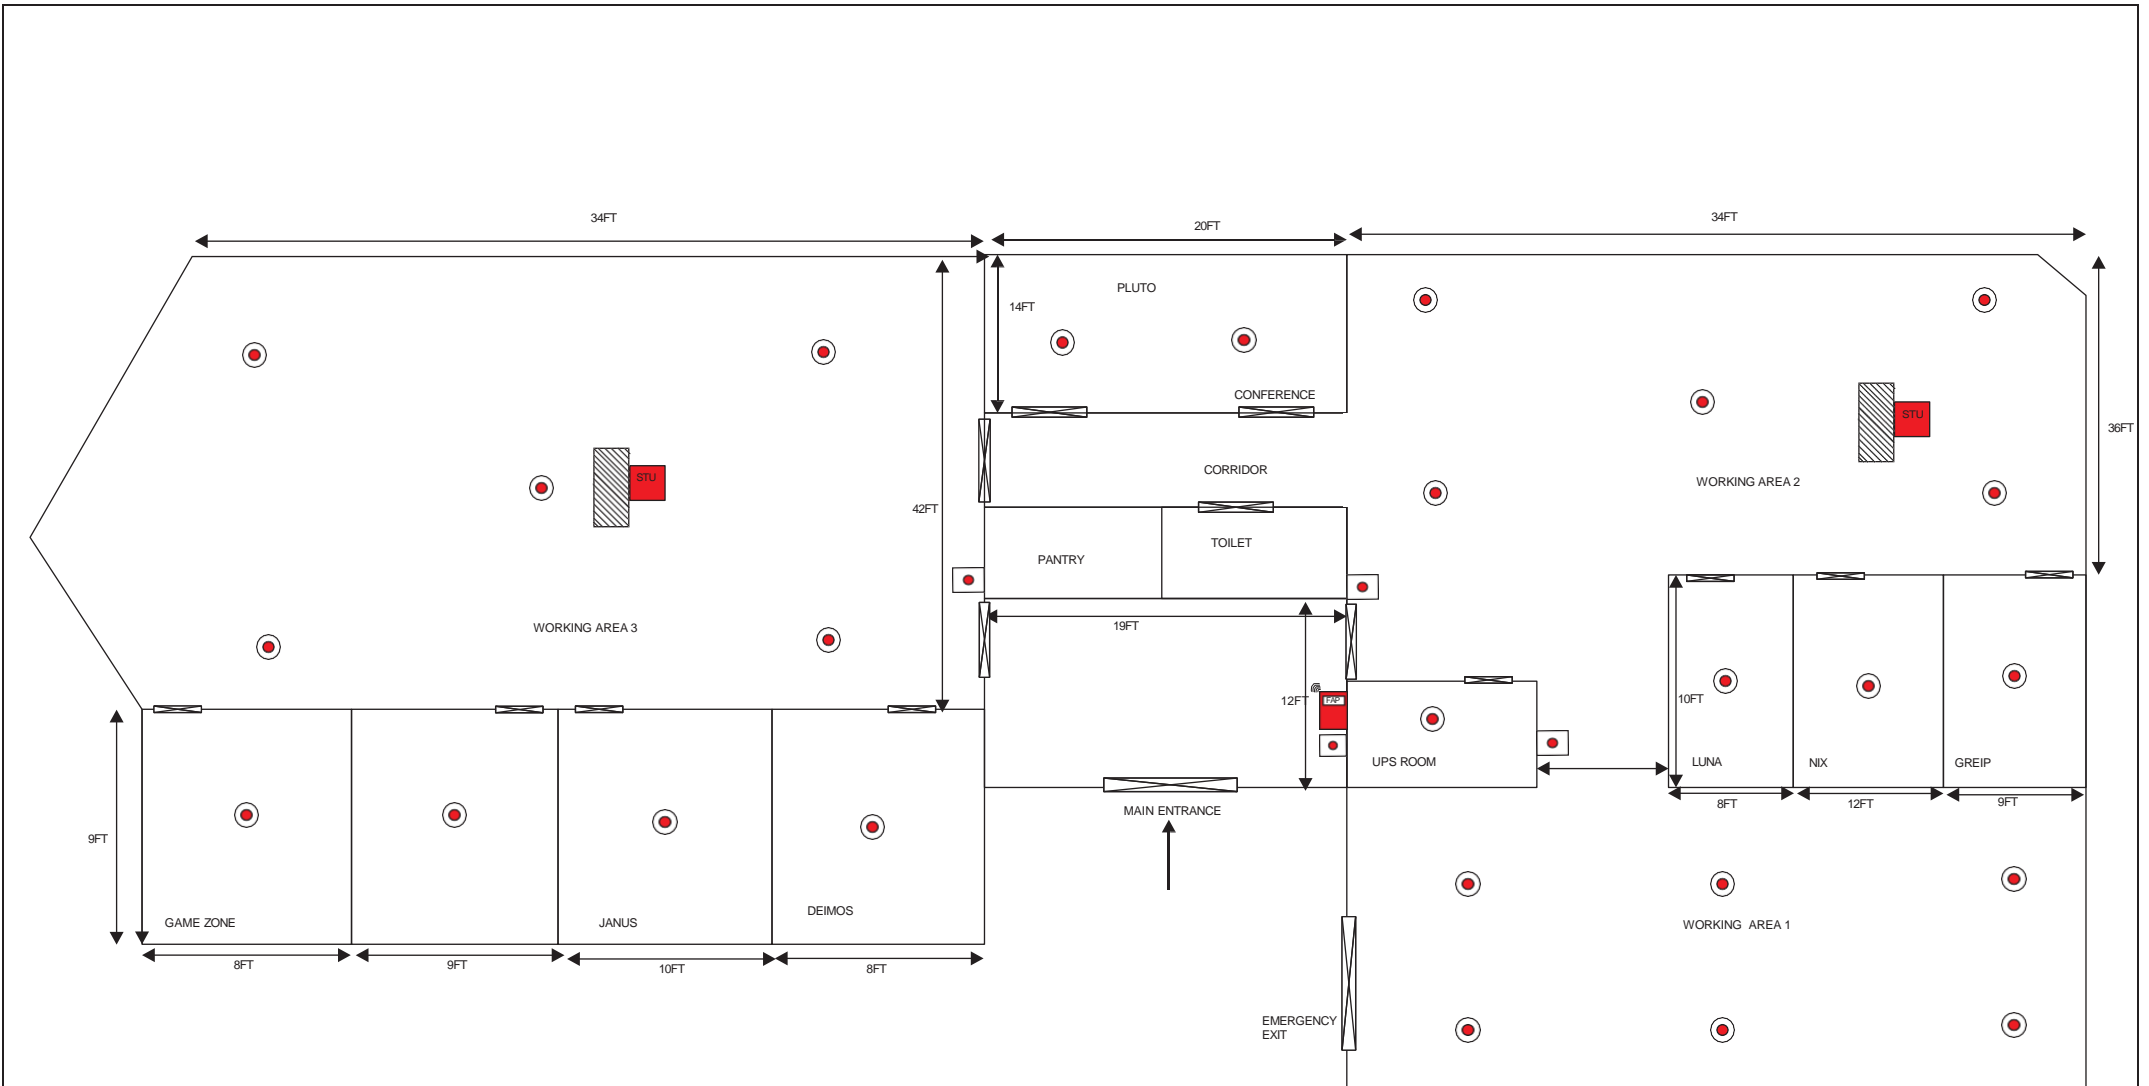 34FT
20FT
34FT
PLUTO
14FT
CONFERENCE
STU
36FT
CORRIDOR
STU
WORKING AREA 2
42FT
TOILET
PANTRY
19FT
WORKING AREA 3
12FT
FAP
10FT
UPS ROOM
LUNA
NIX
GREIP
8FT
12FT
9FT
MAIN ENTRANCE
9FT
GAME ZONE
JANUS
DEIMOS
WORKING AREA 1
8FT
9FT
10FT
8FT
EMERGENCY
EXIT